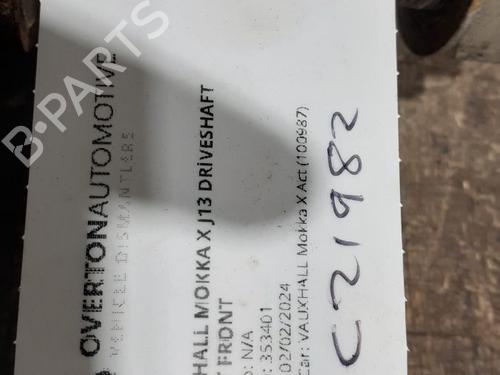 OVERTONAUTOMOTIVE
VEHICLE DISMANTLERS
HALL MOKKA X J13 DRIVESHAFT
FRONT
: N/A
: 353401
02/02/2024
Car: VAUXHALL Mokka X Act (100987)
C21982
B-PARTS